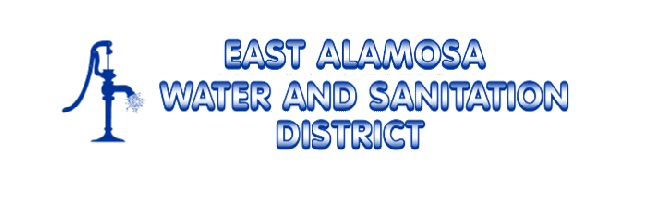 EAST ALAMOSA
WATER AND SANITATION
DISTRICT